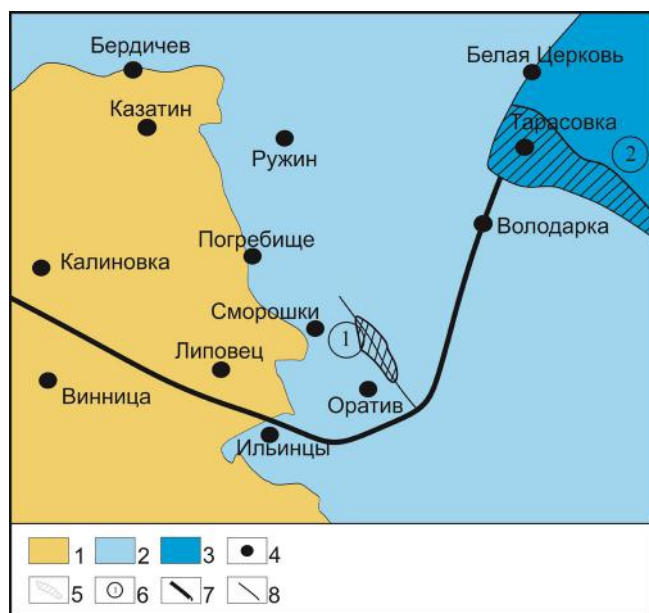 Бердичев
Белая Церковь
Казатин
Тарасовка
2
Ружин
Володарка
Погребище
Калиновка
Сморошки
1
Липовец
Винница
Оратив
Ильинцы
1 2 3 4
5 1 6 7 8